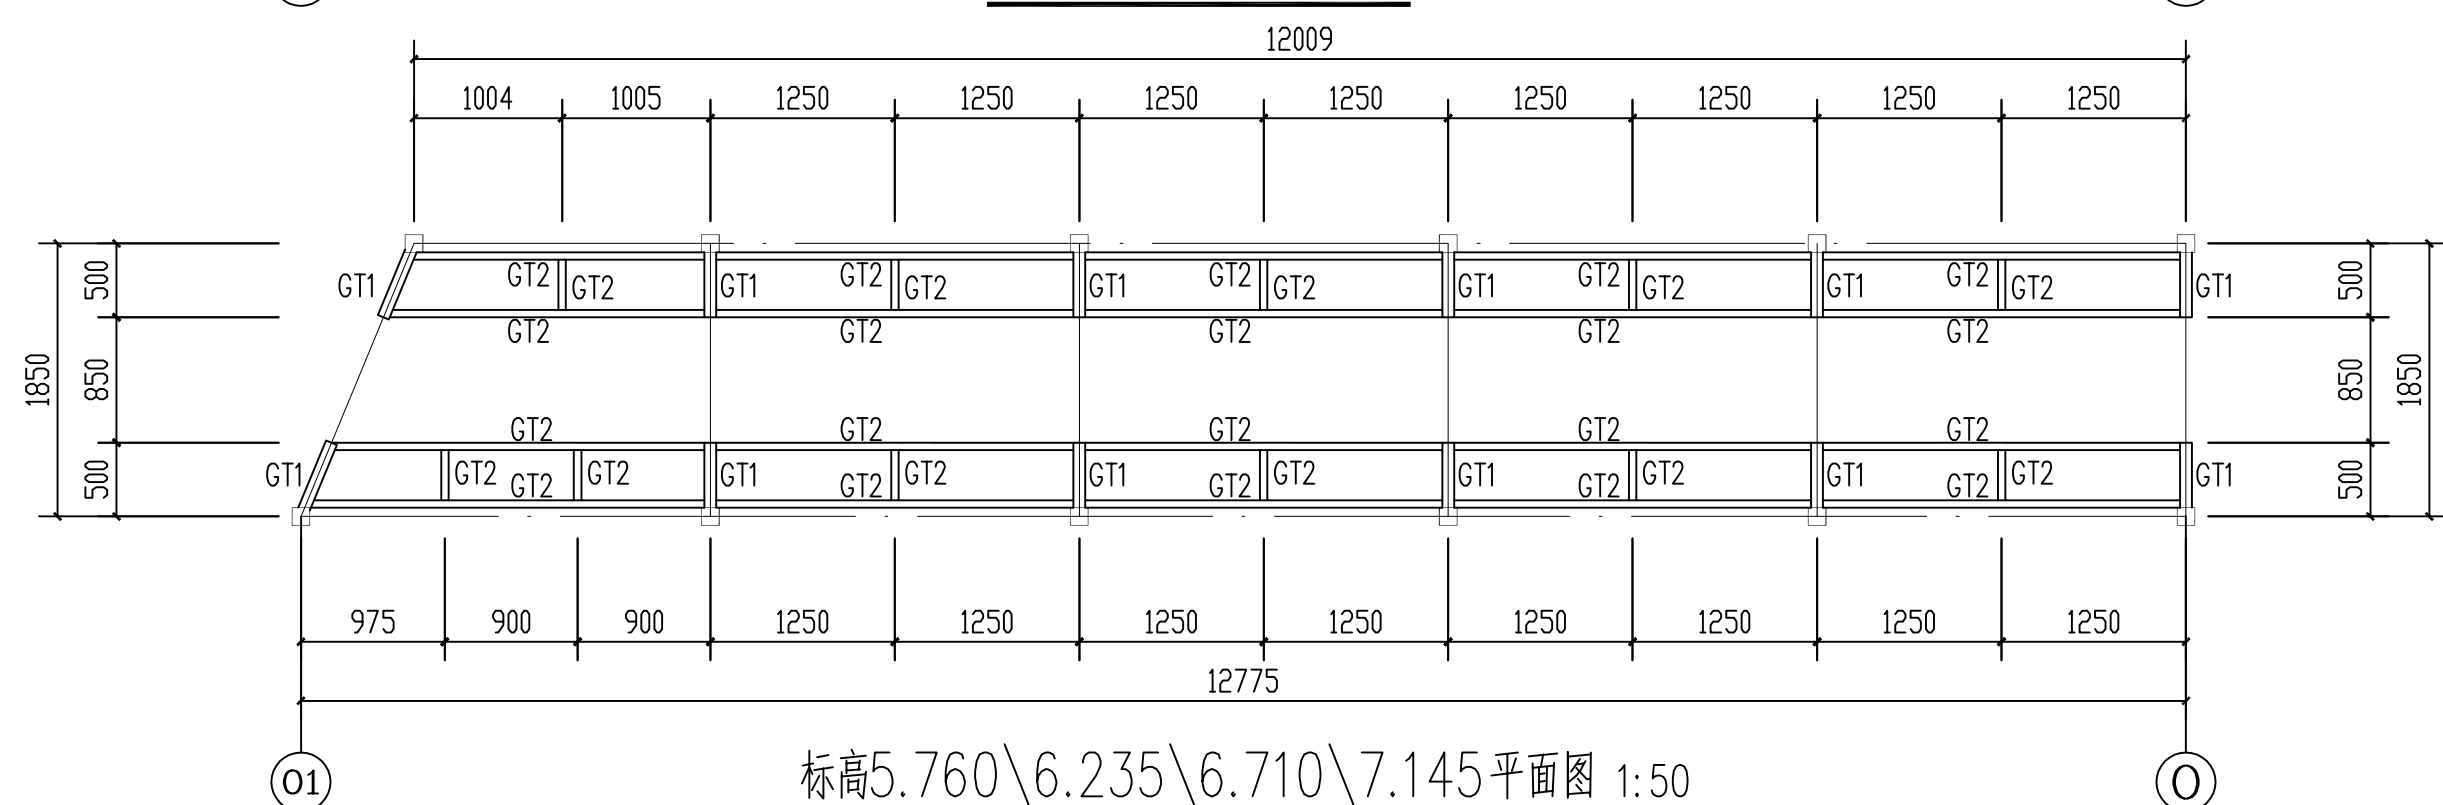 12009
1004 1005 1250 1250 1250 1250 1250 1250 1250 1250
500 GT1 GT2 GT2 GT1 GT2 GT2 GT1 GT2 GT2 GT1 GT2 GT2 GT1 GT2 GT2 GT1 500
GT2 GT2 GT2 GT2 GT2
1850 850 850 1850
GT2 GT2 GT2 GT2 GT2
500 GT1 GT2 GT2 GT2 GT1 GT2 GT2 GT1 GT2 GT2 GT1 GT2 GT2 GT1 GT2 GT2 GT1 500
975 900 900 1250 1250 1250 1250 1250 1250 1250 1250
12775
01 标高5.760\6.235\6.710\7.145平面图 1:50 0